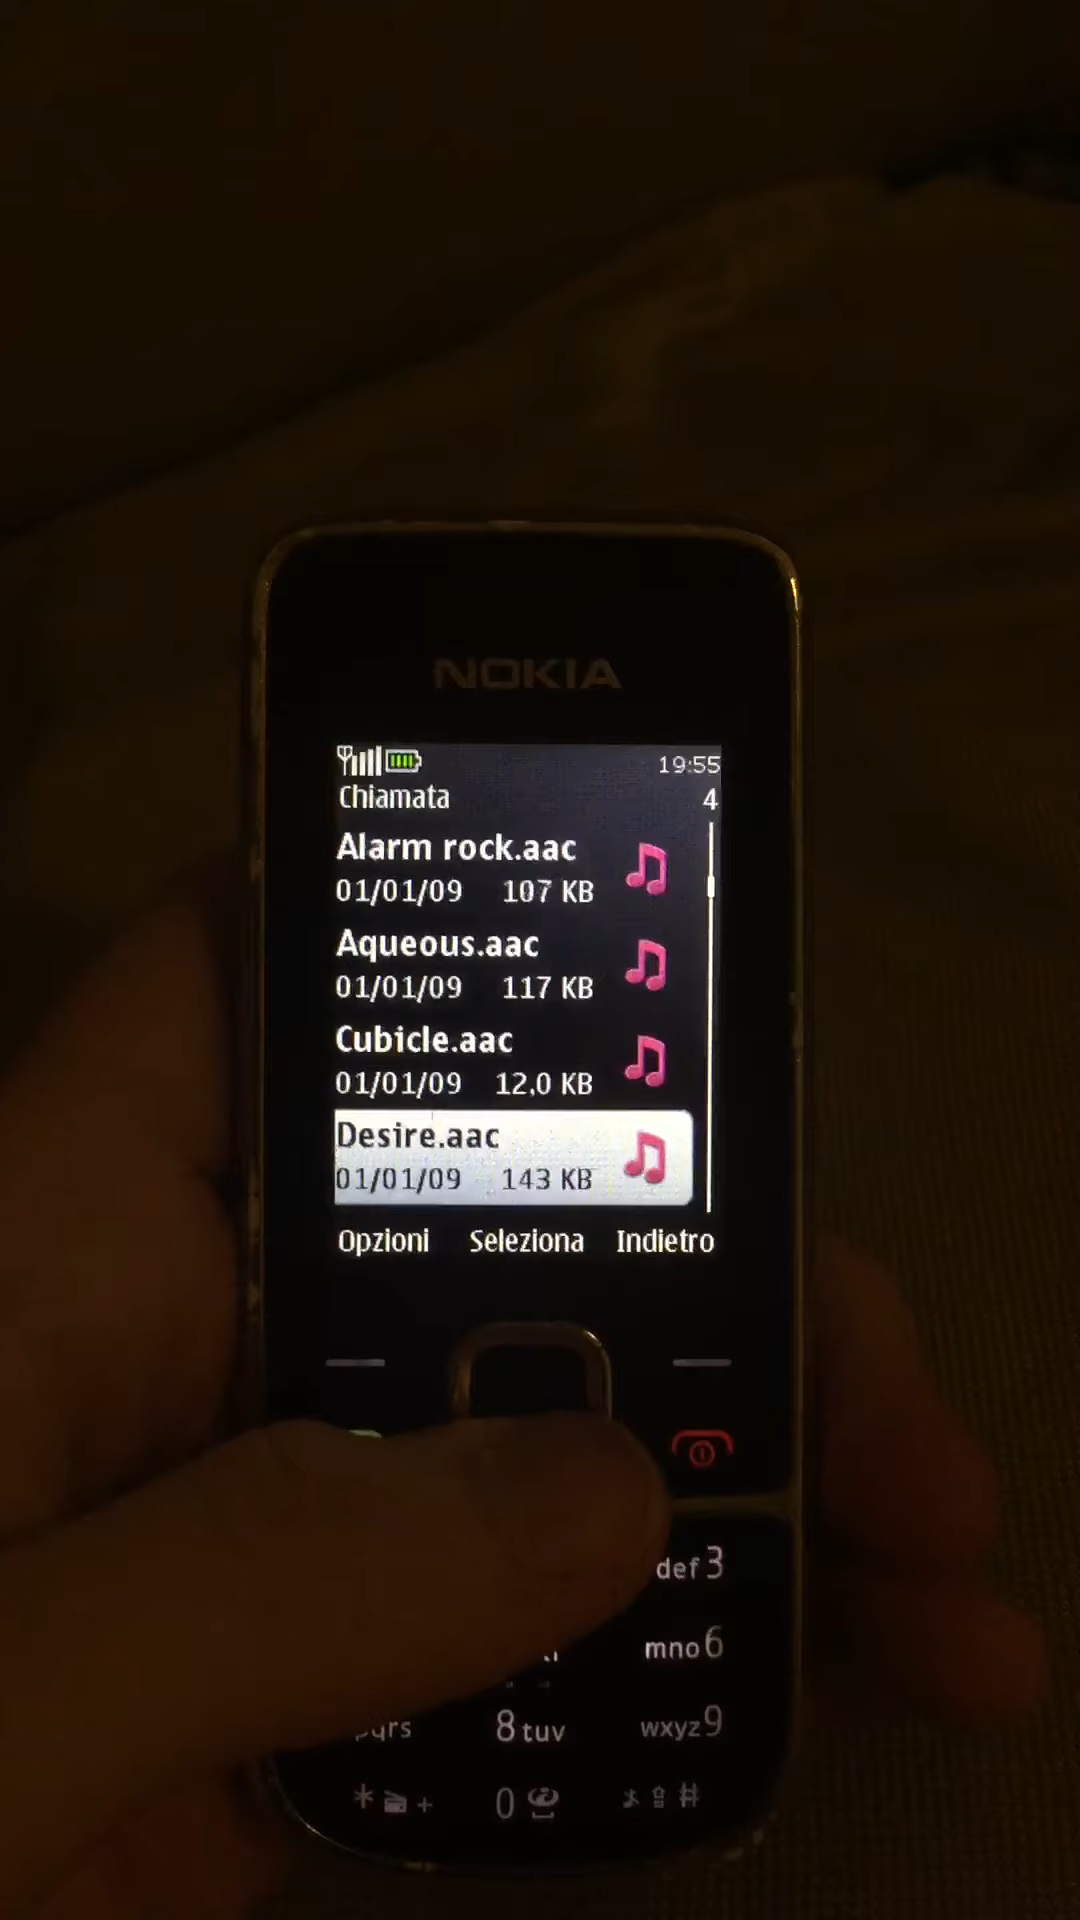 NOKIA
19:55
Chiamata 4
Alarm rock.aac
01/01/09 107 KB
Aqueous.aac
01/01/09 117 KB
Cubicle.aac
01/01/09 12,0 KB
Desire.aac
01/01/09 143 KB
Opzioni Seleziona Indietro
def 3
mno 6
8 tuv wxyz 9
* + 0 #